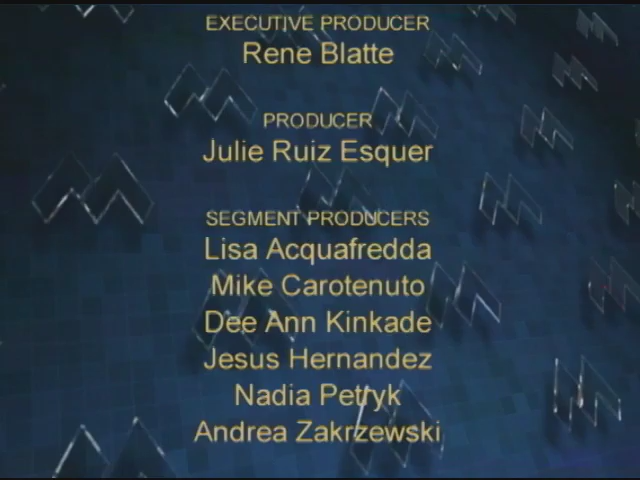 EXECUTIVE PRODUCER
Rene Blatte
PRODUCER
Julie Ruiz Esquer
SEGMENT PRODUCERS
Lisa Acquafredda
Mike Carotenuto
Dee Ann Kinkade
Jesus Hernandez
Nadia Petryk
Andrea Zakrzewski